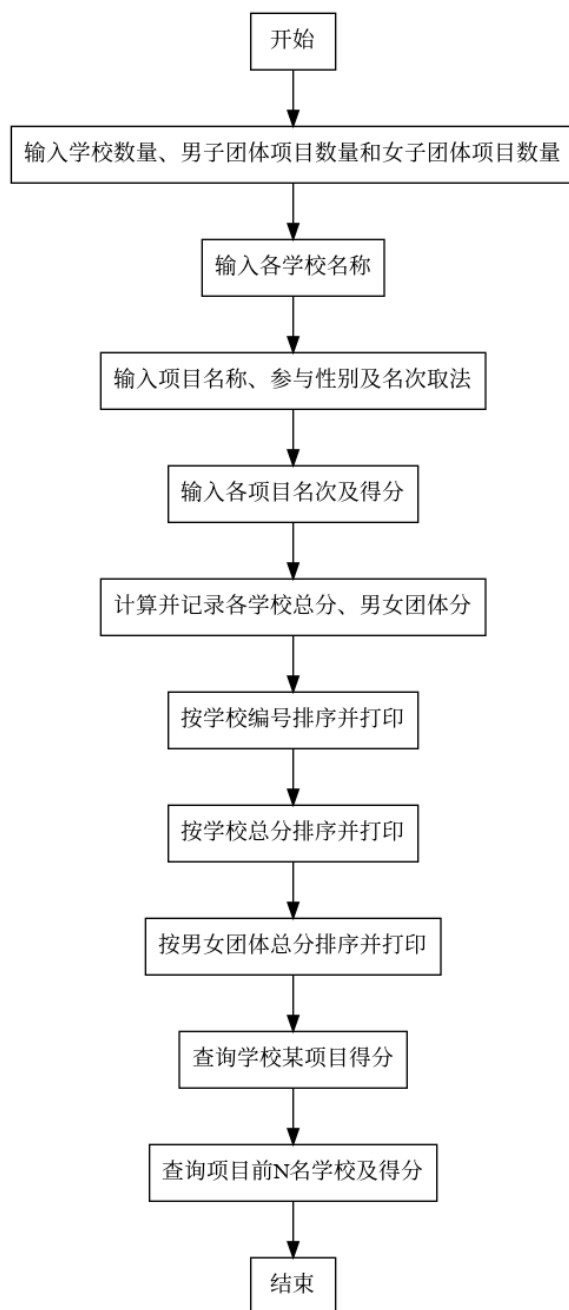 开始
输入学校数量、男子团体项目数量和女子团体项目数量
输入各学校名称
输入项目名称、参与性别及名次取法
输入各项目名次及得分
计算并记录各学校总分、男女团体分
按学校编号排序并打印
按学校总分排序并打印
按男女团体总分排序并打印
查询学校某项目得分
查询项目前N名学校及得分
结束